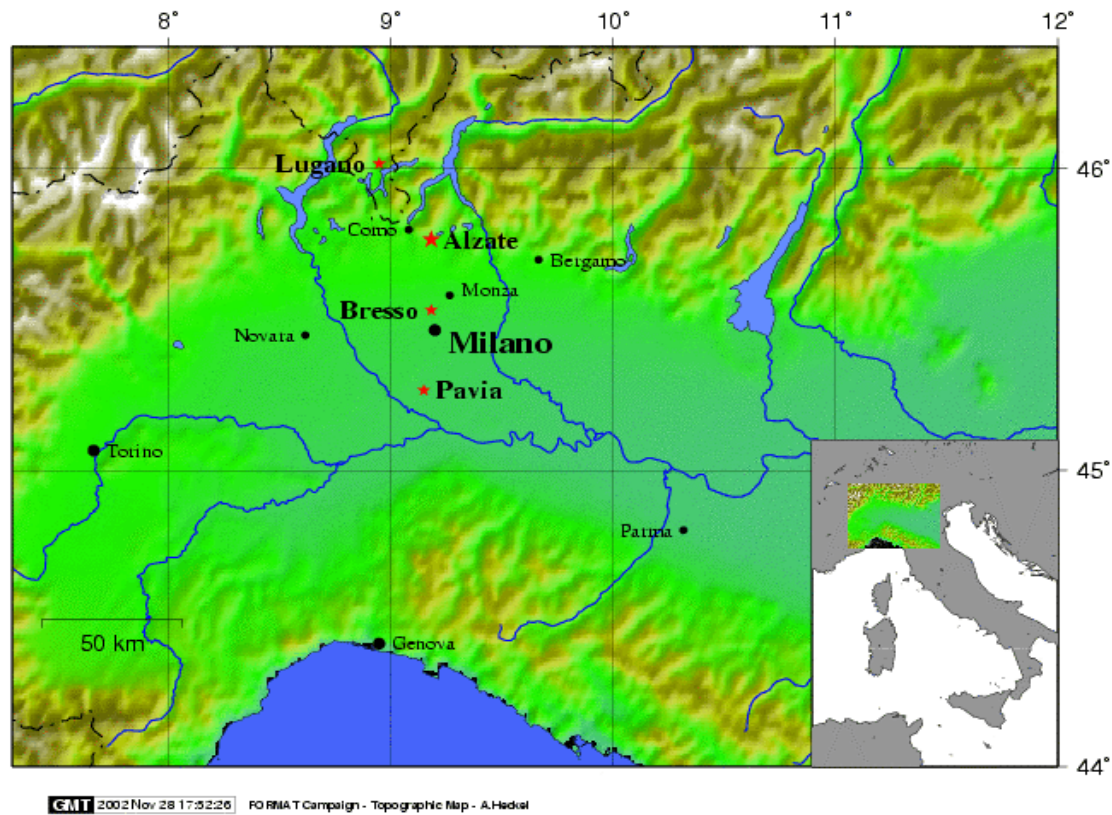 8° 9° 10° 11° 12°
Lugano
46°
Como
Alzate
Bergamo
Monza
Bresso
Novara
Milano
Pavia
Torino
45°
Parma
50 km
Genova
44°
GMT 2002 Nov 28 17:52:26 FORMAT Campaign - Topographic Map - A.Heckel